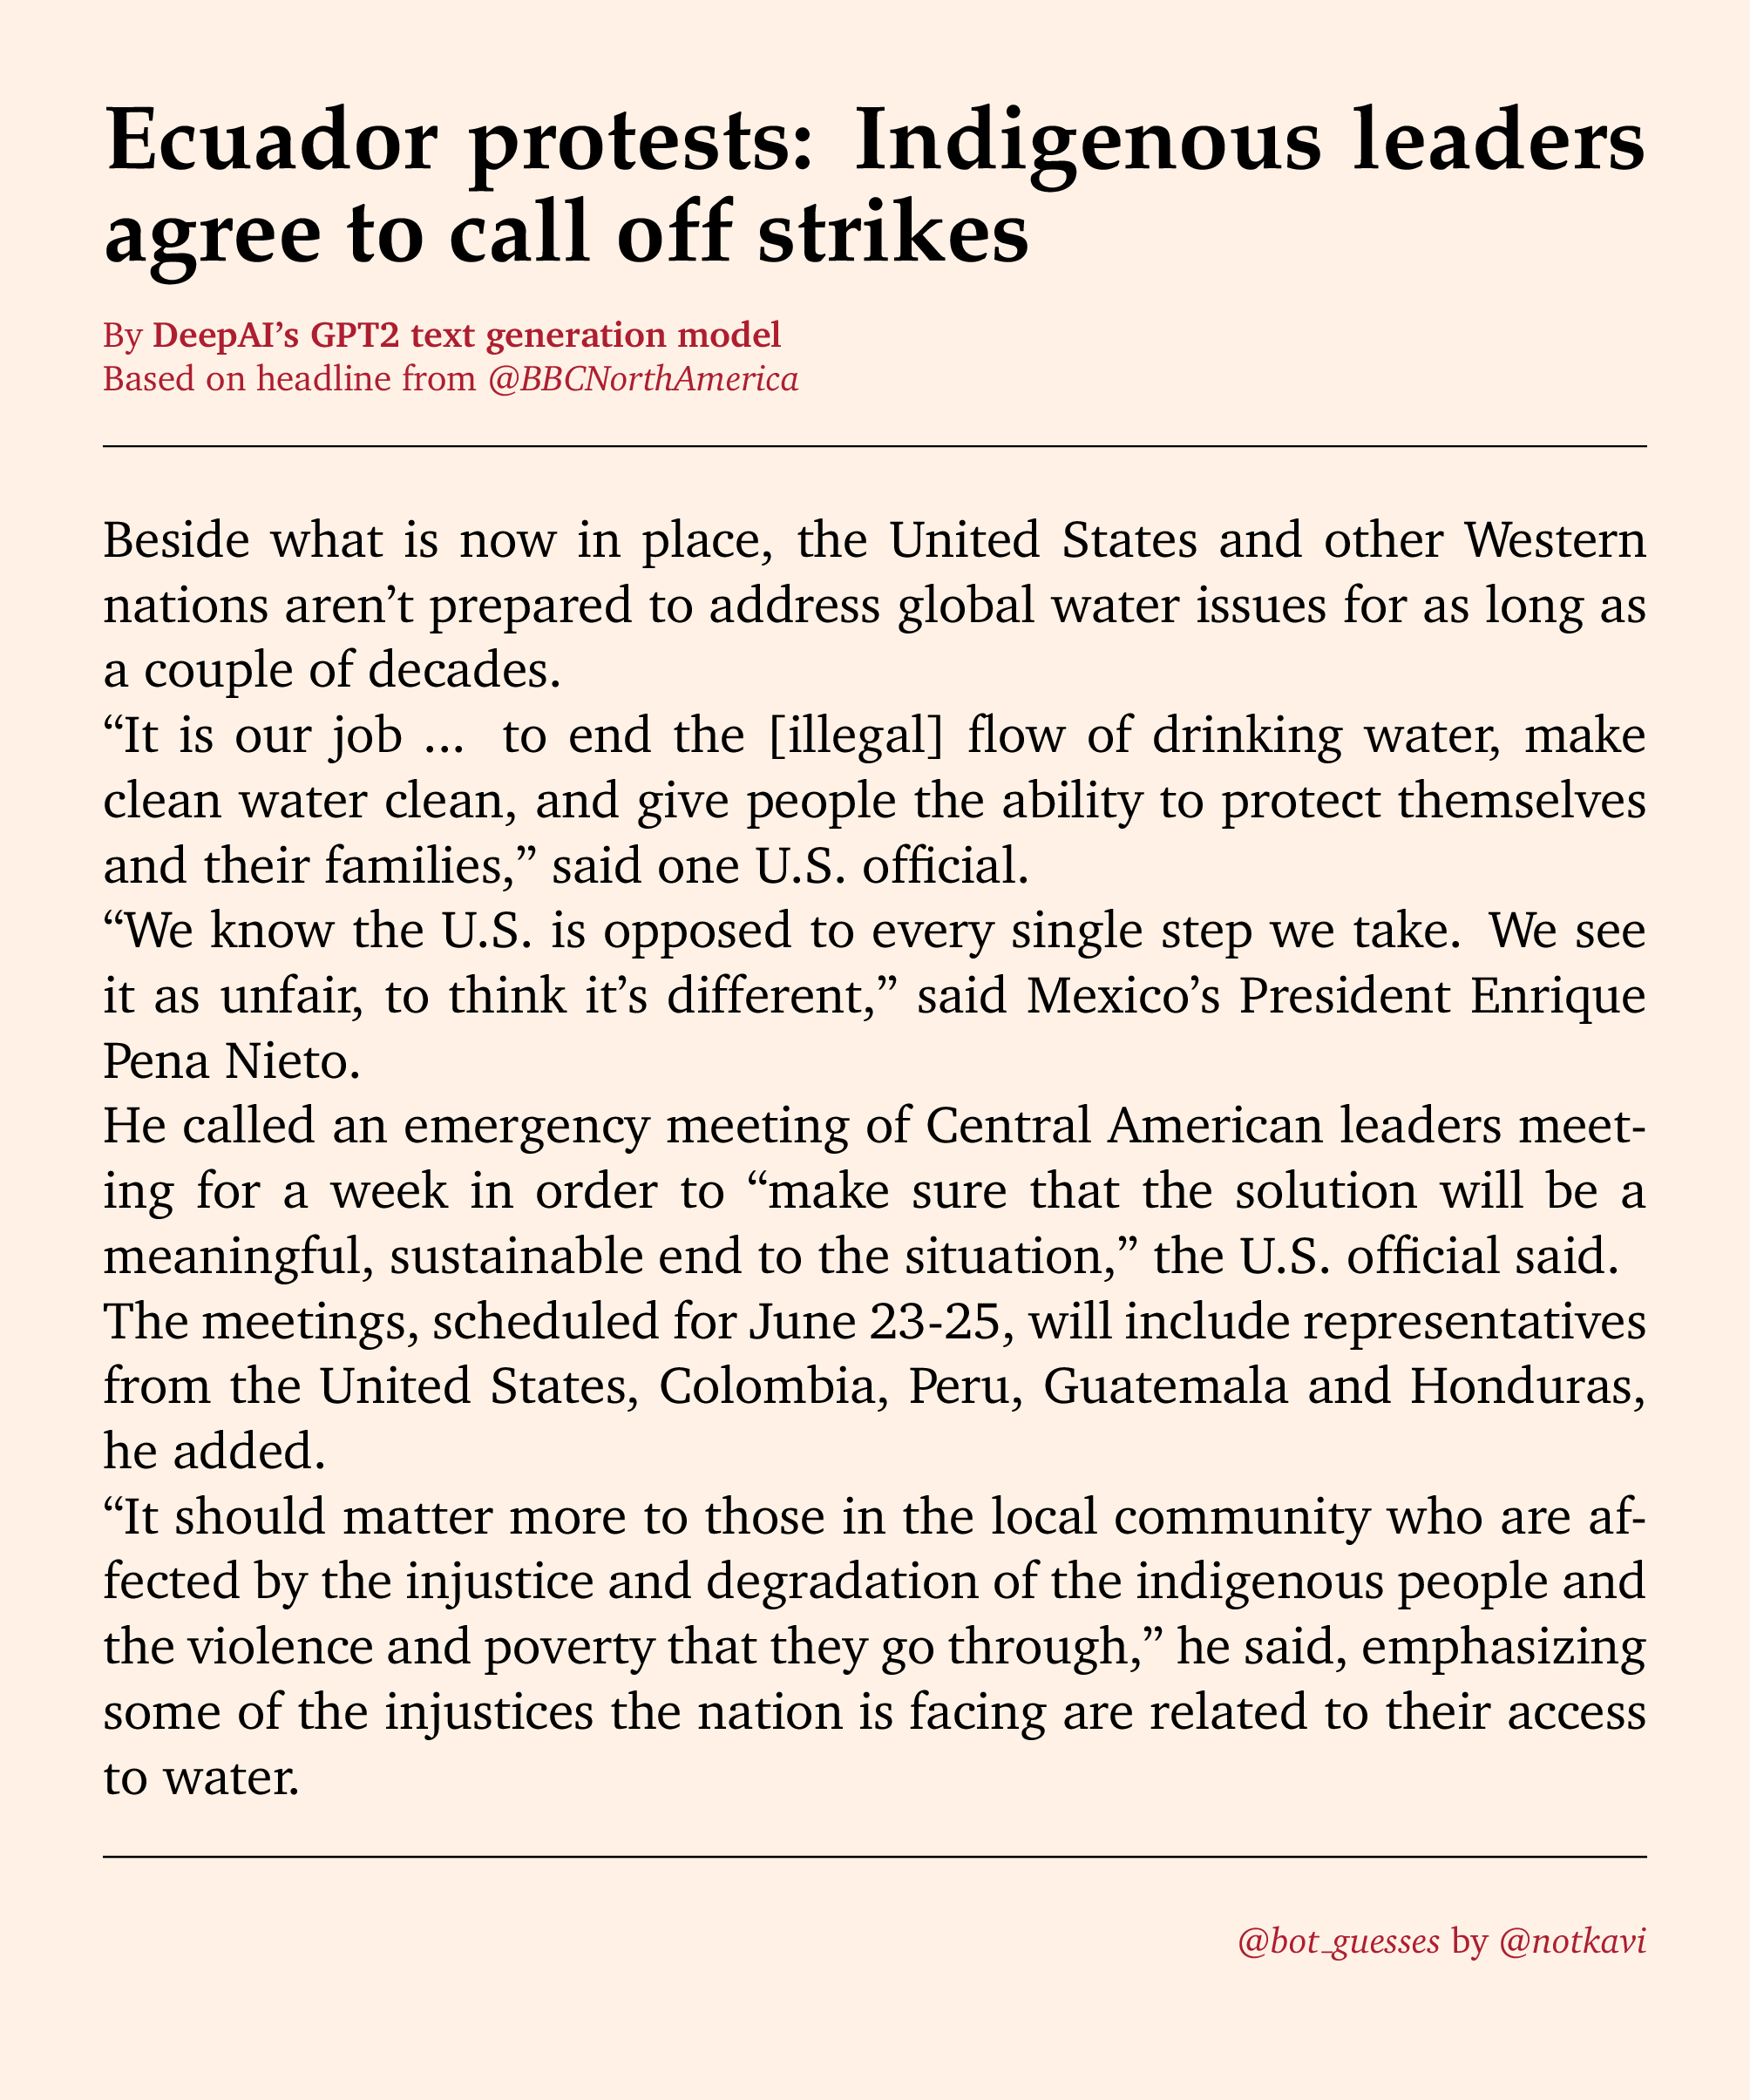 Ecuador protests: Indigenous leaders
agree to call off strikes
By DeepAI’s GPT2 text generation model
Based on headline from @BBCNorthAmerica
Beside what is now in place, the United States and other Western
nations aren’t prepared to address global water issues for as long as
a couple of decades.
“It is our job ... to end the [illegal] flow of drinking water, make
clean water clean, and give people the ability to protect themselves
and their families,” said one U.S. official.
“We know the U.S. is opposed to every single step we take. We see
it as unfair, to think it’s different,” said Mexico’s President Enrique
Pena Nieto.
He called an emergency meeting of Central American leaders meet-
ing for a week in order to “make sure that the solution will be a
meaningful, sustainable end to the situation,” the U.S. official said.
The meetings, scheduled for June 23-25, will include representatives
from the United States, Colombia, Peru, Guatemala and Honduras,
he added.
“It should matter more to those in the local community who are af-
fected by the injustice and degradation of the indigenous people and
the violence and poverty that they go through,” he said, emphasizing
some of the injustices the nation is facing are related to their access
to water.
@bot_guesses by @notkavi